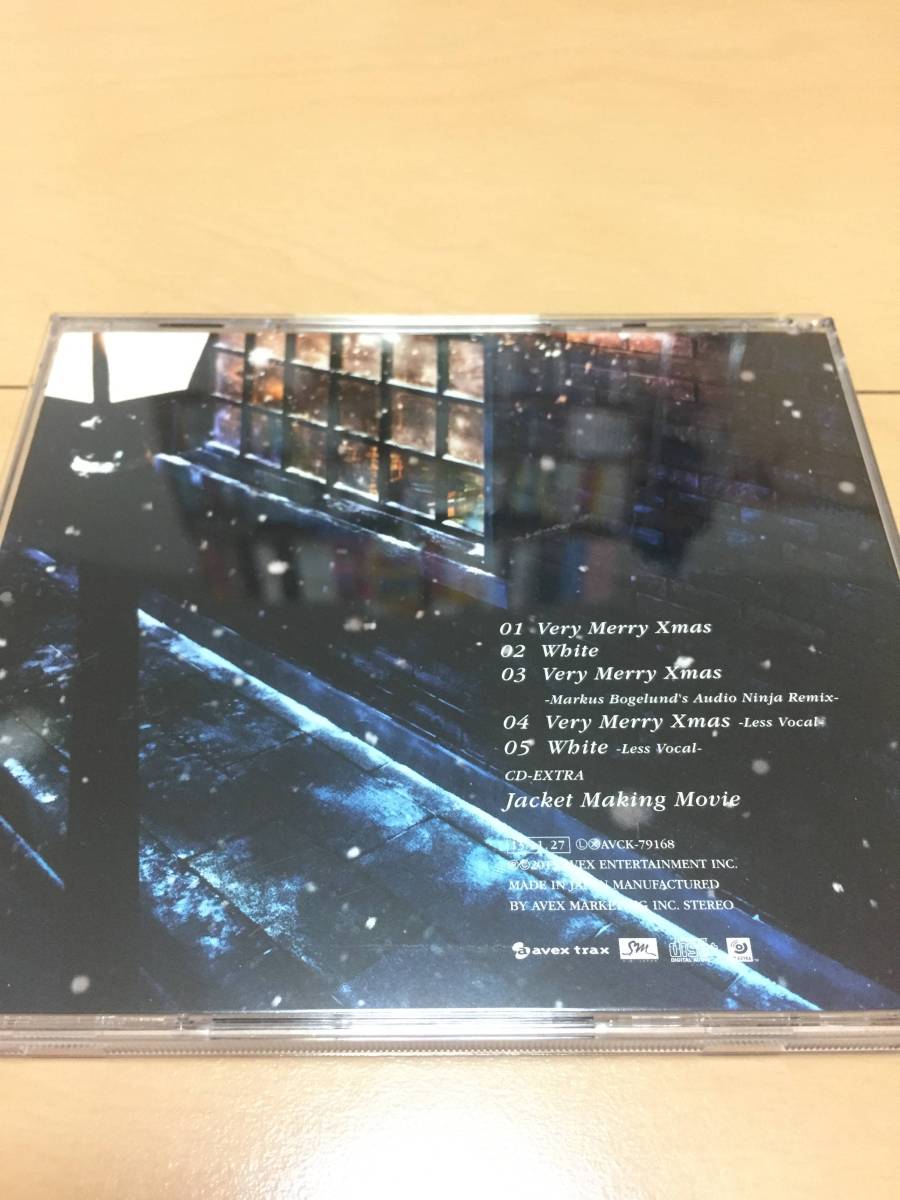 01 Very Merry Xmas
02 White
03 Very Merry Xmas
-Markus Bogelund's Audio Ninja Remix-
04 Very Merry Xmas -Less Vocal-
05 White -Less Vocal-
CD-EXTRA
Jacket Making Movie
ⓁⓍAVCK-79168
AVEX ENTERTAINMENT INC.
MADE IN JAPAN MANUFACTURED
BY AVEX MARKETING INC. STEREO
avex trax SM